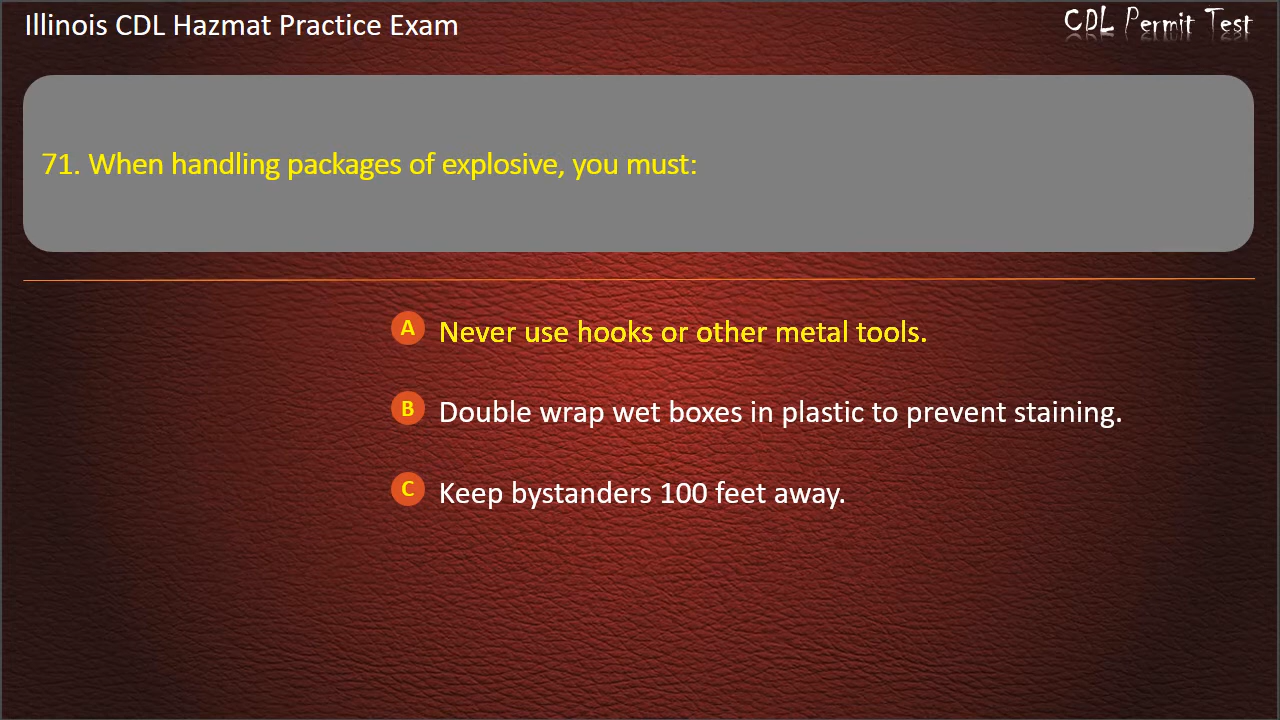 Illinois CDL Hazmat Practice Exam
CDL Permit Test
71. When handling packages of explosive, you must:
A Never use hooks or other metal tools.
B Double wrap wet boxes in plastic to prevent staining.
C Keep bystanders 100 feet away.